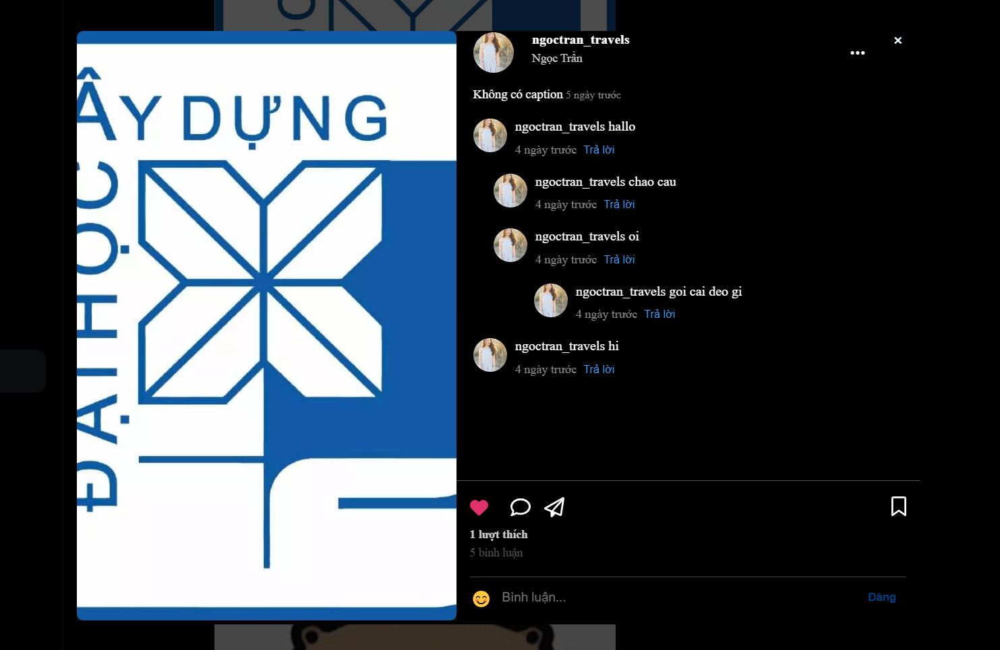 ÂY DỰNG
ĐẠI HỌC
ngoctran_travels
Ngọc Trần
×
Không có caption 5 ngày trước
ngoctran_travels hallo
4 ngày trước Trả lời
ngoctran_travels chao cau
4 ngày trước Trả lời
ngoctran_travels oi
4 ngày trước Trả lời
ngoctran_travels goi cai deo gi
4 ngày trước Trả lời
ngoctran_travels hi
4 ngày trước Trả lời
1 lượt thích
5 bình luận
Bình luận...
Đăng